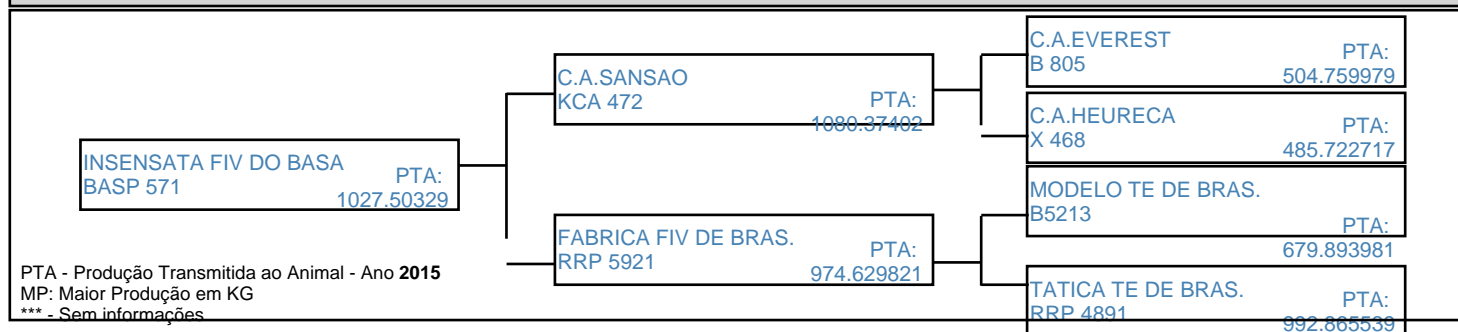 INSENSATA FIV DO BASA
BASP 571
PTA:
1027.50329
C.A.SANSAO
KCA 472
PTA:
1080.37402
FABRICA FIV DE BRAS.
RRP 5921
PTA:
974.629821
C.A.EVEREST
B 805
PTA:
504.759979
C.A.HEURECA
X 468
PTA:
485.722717
MODELO TE DE BRAS.
B5213
PTA:
679.893981
TATICA TE DE BRAS.
RRP 4891
PTA:
992.865539
PTA - Produção Transmitida ao Animal - Ano 2015
MP: Maior Produção em KG
*** - Sem informações